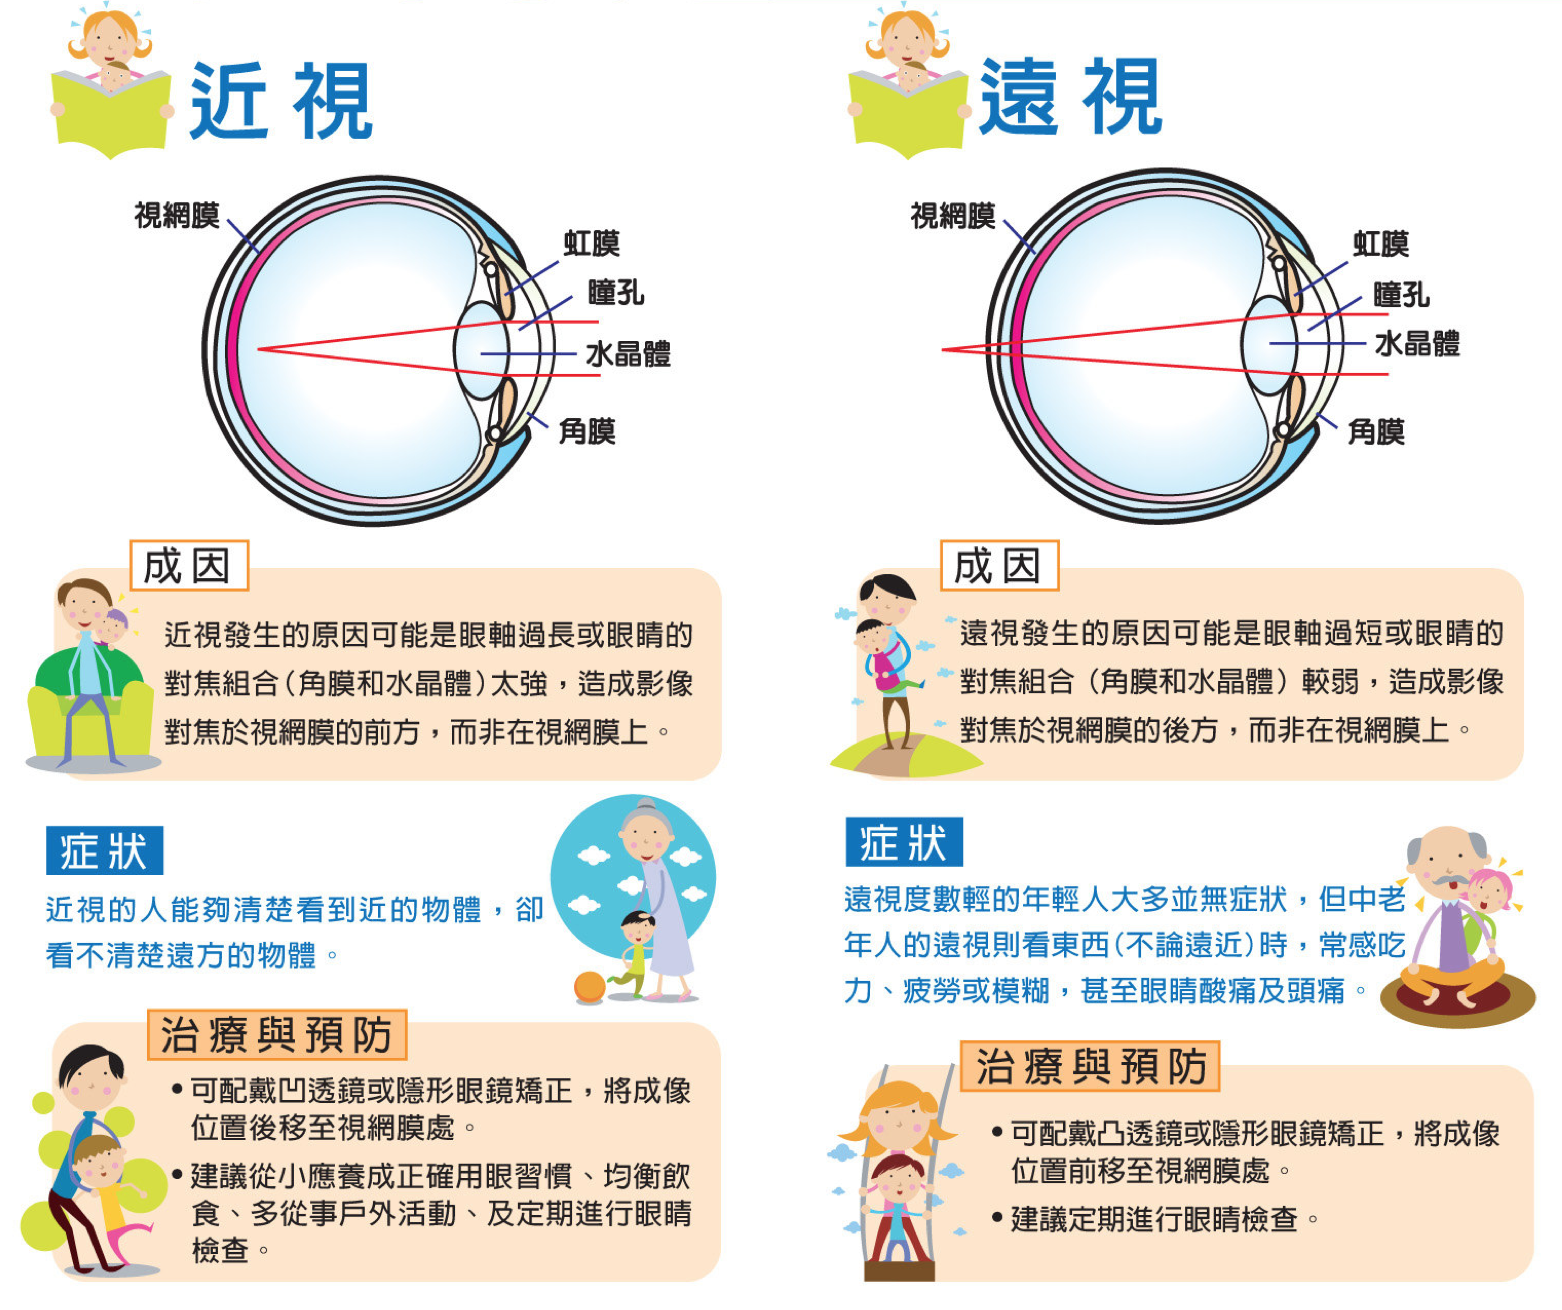 近視
視網膜
虹膜
瞳孔
水晶體
角膜
成因
近視發生的原因可能是眼軸過長或眼睛的
對焦組合(角膜和水晶體)太強，造成影像
對焦於視網膜的前方，而非在視網膜上。
症狀
近視的人能夠清楚看到近的物體，卻
看不清楚遠方的物體。
治療與預防
•可配戴凹透鏡或隱形眼鏡矯正，將成像
位置後移至視網膜處。
•建議從小應養成正確用眼習慣、均衡飲
食、多從事戶外活動、及定期進行眼睛
檢查。
遠視
視網膜
虹膜
瞳孔
水晶體
角膜
成因
遠視發生的原因可能是眼軸過短或眼睛的
對焦組合（角膜和水晶體）較弱，造成影像
對焦於視網膜的後方，而非在視網膜上。
症狀
遠視度數輕的年輕人大多並無症狀，但中老
年人的遠視則看東西(不論遠近)時，常感吃
力、疲勞或模糊，甚至眼睛酸痛及頭痛。
治療與預防
•可配戴凸透鏡或隱形眼鏡矯正，將成像
位置前移至視網膜處。
•建議定期進行眼睛檢查。